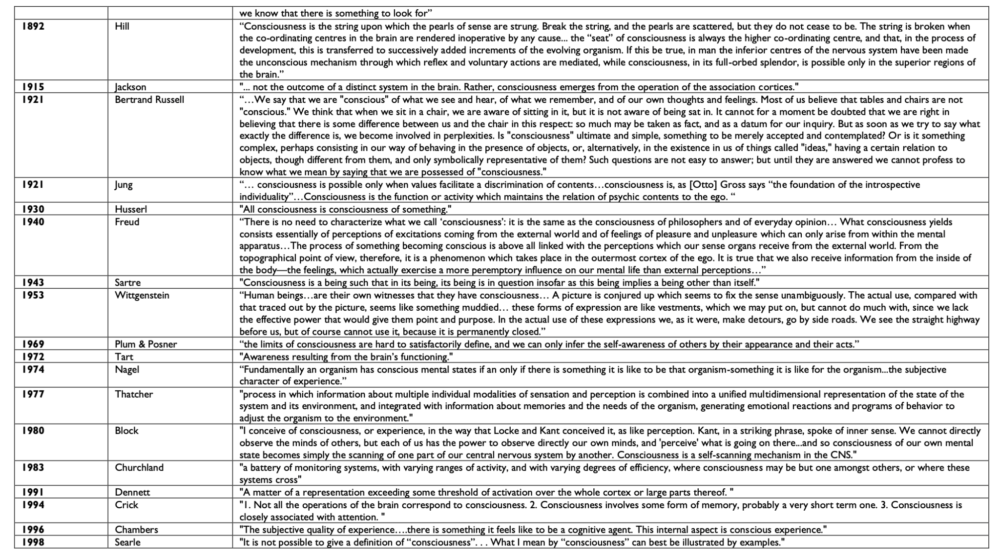 we know that there is something to look for”
1892 Hill “Consciousness is the string upon which the pearls of sense are strung. Break the string, and the pearls are scattered, but they do not cease to be. The string is broken when
the co-ordinating centres in the brain are rendered inoperative by any cause... the “seat” of consciousness is always the higher co-ordinating centre, and that, in the process of
development, this is transferred to successively added increments of the evolving organism. If this be true, in man the inferior centres of the nervous system have been made
the unconscious mechanism through which reflex and voluntary actions are mediated, while consciousness, in its full-orbed splendor, is possible only in the superior regions of
the brain.”
1915 Jackson "... not the outcome of a distinct system in the brain. Rather, consciousness emerges from the operation of the association cortices."
1921 Bertrand Russell “…We say that we are "conscious" of what we see and hear, of what we remember, and of our own thoughts and feelings. Most of us believe that tables and chairs are not
"conscious." We think that when we sit in a chair, we are aware of sitting in it, but it is not aware of being sat in. It cannot for a moment be doubted that we are right in
believing that there is some difference between us and the chair in this respect: so much may be taken as fact, and as a datum for our inquiry. But as soon as we try to say what
exactly the difference is, we become involved in perplexities. Is "consciousness" ultimate and simple, something to be merely accepted and contemplated? Or is it something
complex, perhaps consisting in our way of behaving in the presence of objects, or, alternatively, in the existence in us of things called "ideas," having a certain relation to
objects, though different from them, and only symbolically representative of them? Such questions are not easy to answer; but until they are answered we cannot profess to
know what we mean by saying that we are possessed of "consciousness."
1921 Jung “… consciousness is possible only when values facilitate a discrimination of contents…consciousness is, as [Otto] Gross says “the foundation of the introspective
individuality”…Consciousness is the function or activity which maintains the relation of psychic contents to the ego. “
1930 Husserl "All consciousness is consciousness of something."
1940 Freud “There is no need to characterize what we call ‘consciousness’: it is the same as the consciousness of philosophers and of everyday opinion… What consciousness yields
consists essentially of perceptions of excitations coming from the external world and of feelings of pleasure and unpleasure which can only arise from within the mental
apparatus…The process of something becoming conscious is above all linked with the perceptions which our sense organs receive from the external world. From the
topographical point of view, therefore, it is a phenomenon which takes place in the outermost cortex of the ego. It is true that we also receive information from the inside of
the body—the feelings, which actually exercise a more peremptory influence on our mental life than external perceptions…”
1943 Sartre "Consciousness is a being such that in its being, its being is in question insofar as this being implies a being other than itself."
1953 Wittgenstein “Human beings…are their own witnesses that they have consciousness… A picture is conjured up which seems to fix the sense unambiguously. The actual use, compared with
that traced out by the picture, seems like something muddied… these forms of expression are like vestments, which we may put on, but cannot do much with, since we lack
the effective power that would give them point and purpose. In the actual use of these expressions we, as it were, make detours, go by side roads. We see the straight highway
before us, but of course cannot use it, because it is permanently closed.”
1969 Plum & Posner “the limits of consciousness are hard to satisfactorily define, and we can only infer the self-awareness of others by their appearance and their acts.”
1972 Tart "Awareness resulting from the brain’s functioning."
1974 Nagel “Fundamentally an organism has conscious mental states if an only if there is something it is like to be that organism-something it is like for the organism...the subjective
character of experience.”
1977 Thatcher "process in which information about multiple individual modalities of sensation and perception is combined into a unified multidimensional representation of the state of the
system and its environment, and integrated with information about memories and the needs of the organism, generating emotional reactions and programs of behavior to
adjust the organism to the environment."
1980 Block "I conceive of consciousness, or experience, in the way that Locke and Kant conceived it, as like perception. Kant, in a striking phrase, spoke of inner sense. We cannot directly
observe the minds of others, but each of us has the power to observe directly our own minds, and 'perceive' what is going on there...and so consciousness of our own mental
state becomes simply the scanning of one part of our central nervous system by another. Consciousness is a self-scanning mechanism in the CNS."
1983 Churchland "a battery of monitoring systems, with varying ranges of activity, and with varying degrees of efficiency, where consciousness may be but one amongst others, or where these
systems cross"
1991 Dennett "A matter of a representation exceeding some threshold of activation over the whole cortex or large parts thereof. "
1994 Crick "1. Not all the operations of the brain correspond to consciousness. 2. Consciousness involves some form of memory, probably a very short term one. 3. Consciousness is
closely associated with attention. "
1996 Chambers "The subjective quality of experience….there is something it feels like to be a cognitive agent. This internal aspect is conscious experience."
1998 Searle "It is not possible to give a definition of “consciousness”. . . What I mean by “consciousness” can best be illustrated by examples."